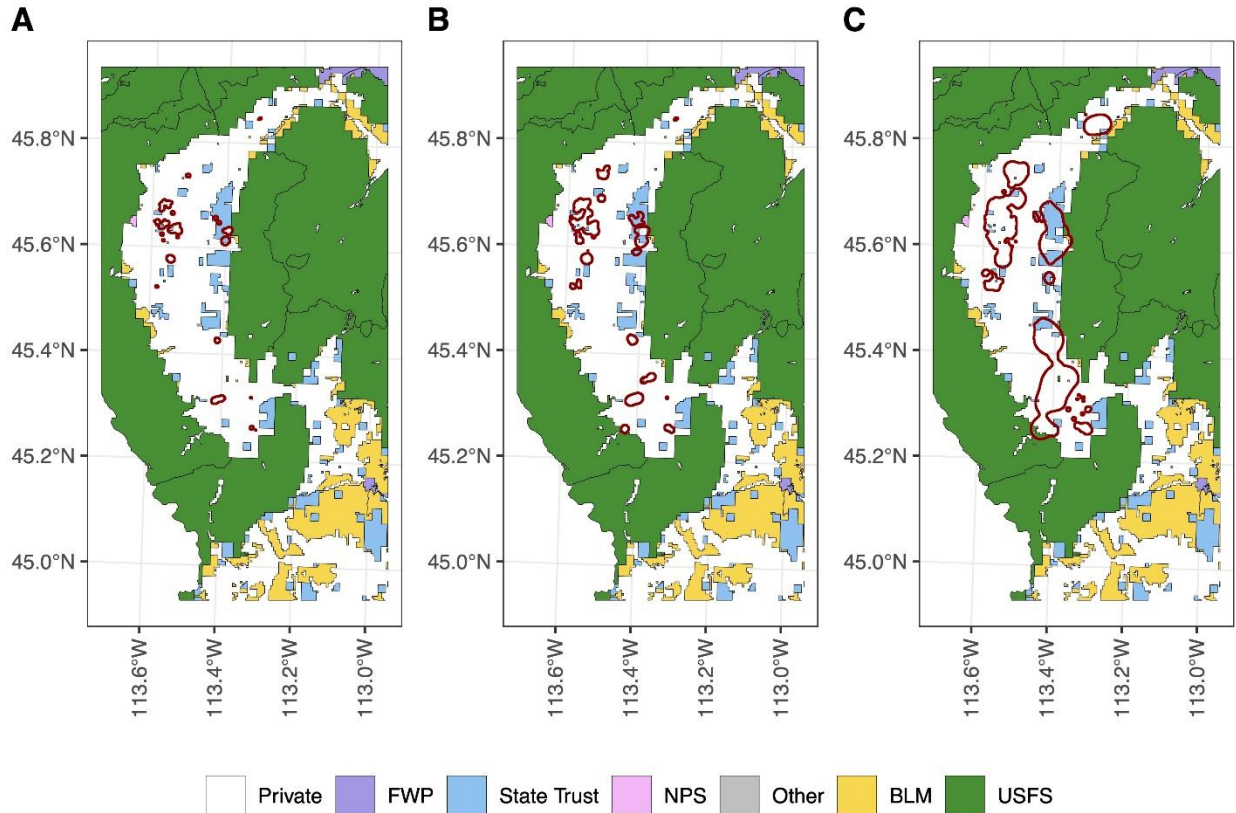 A
B
C
45.8°N
45.6°N
45.4°N
45.2°N
45.0°N
45.8°N
45.6°N
45.4°N
45.2°N
45.0°N
45.8°N
45.6°N
45.4°N
45.2°N
45.0°N
113.6°W
113.4°W
113.2°W
113.0°W
113.6°W
113.4°W
113.2°W
113.0°W
113.6°W
113.4°W
113.2°W
113.0°W
Private FWP State Trust NPS Other BLM USFS